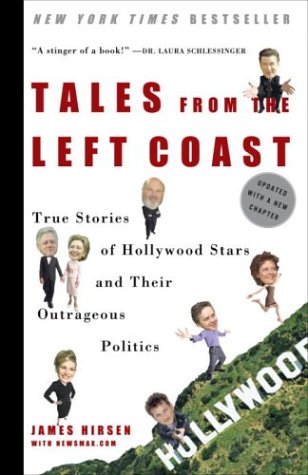 NEW YORK TIMES BESTSELLER
"A stinger of a book!"—DR. LAURA SCHLESSINGER
TALES FROM THE
LEFT COAST
UPDATED
WITH A NEW
CHAPTER
True Stories
of Hollywood Stars
and Their
Outrageous
Politics
JAMES HIRSEN
WITH NEWSMAX.COM
HOLLYWOOD